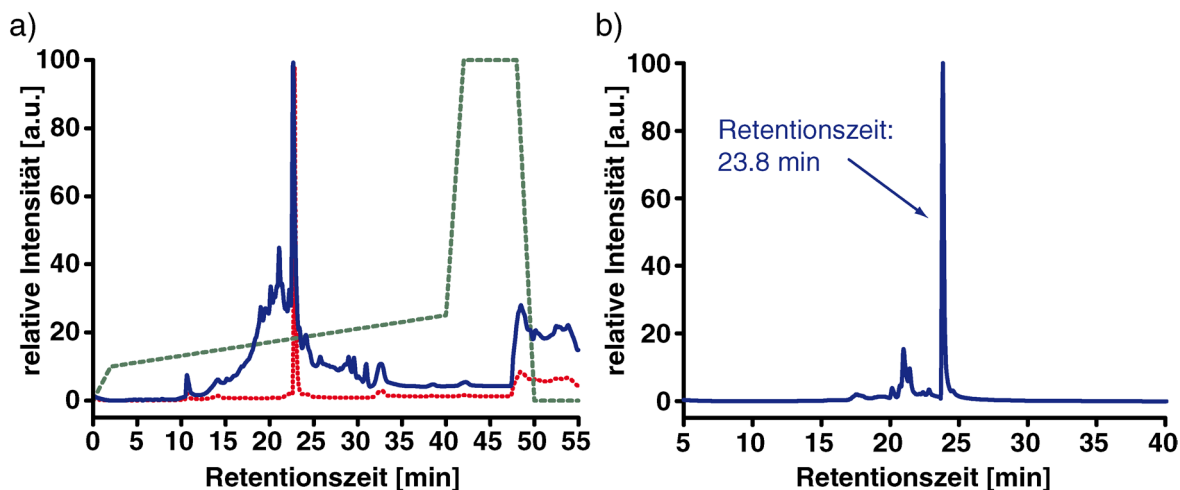 a)
relative Intensität [a.u.]
100
80
60
40
20
0
0 5 10 15 20 25 30 35 40 45 50 55
Retentionszeit [min]
b)
relative Intensität [a.u.]
100
80
60
40
20
0
Retentionszeit:
23.8 min
5 10 15 20 25 30 35 40
Retentionszeit [min]